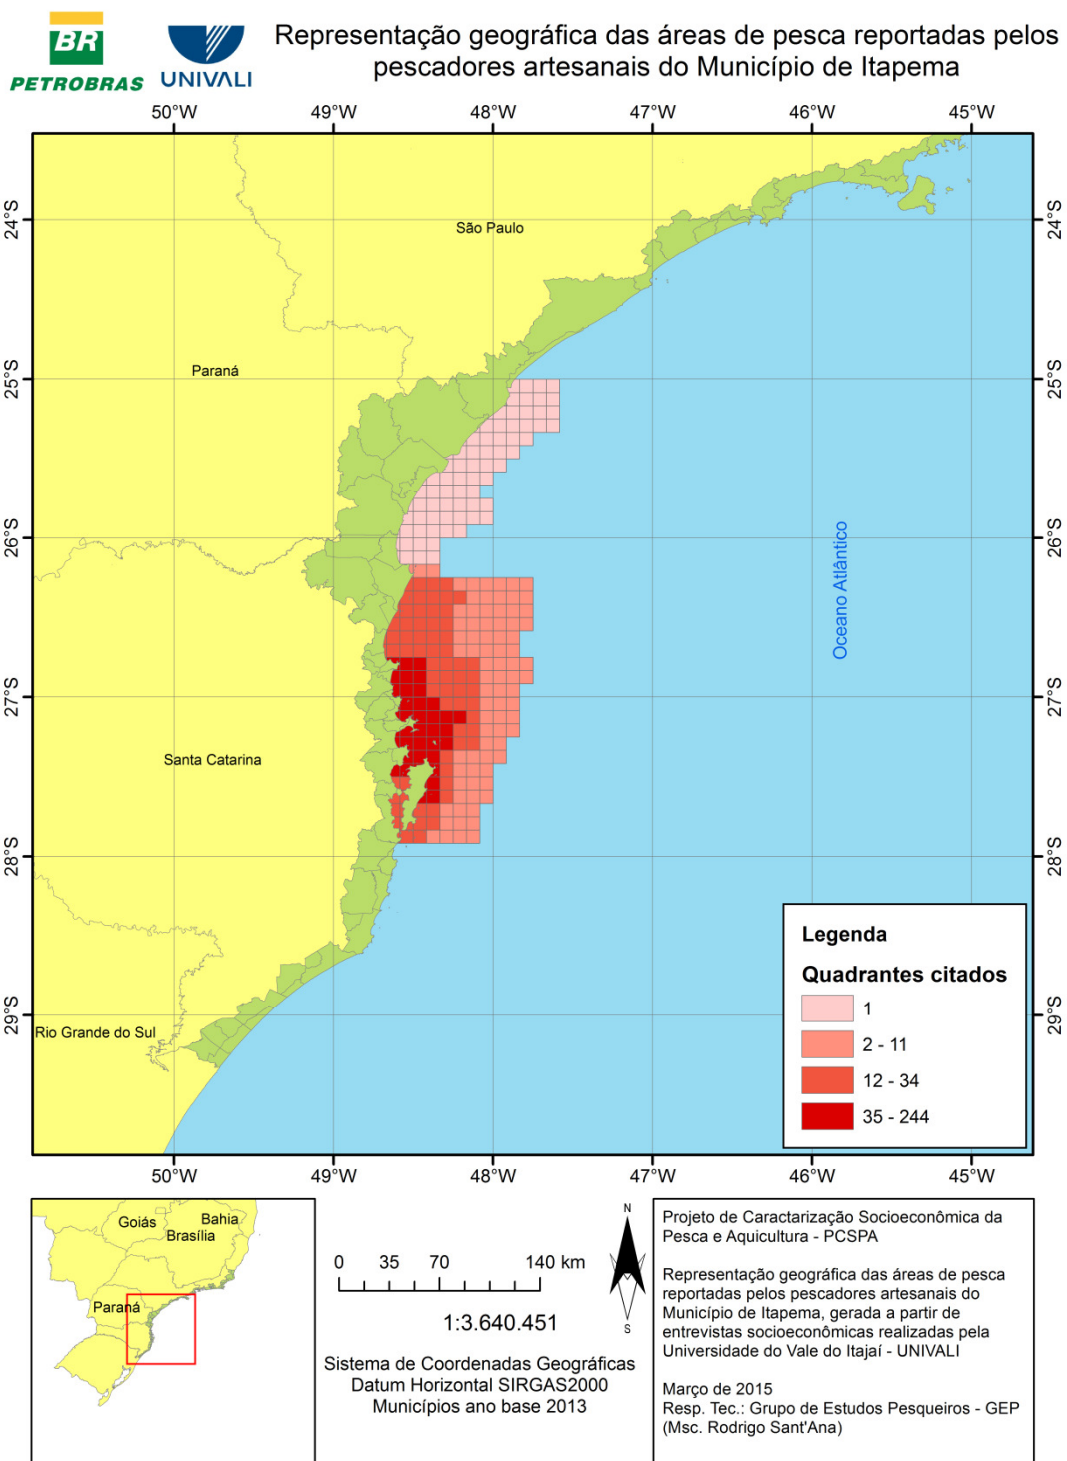 BR
PETROBRAS
UNIVALI
Representação geográfica das áreas de pesca reportadas pelos
pescadores artesanais do Município de Itapema
50°W 49°W 48°W 47°W 46°W 45°W
24°S 24°S
25°S 25°S
26°S 26°S
27°S 27°S
28°S 28°S
29°S 29°S
São Paulo
Paraná
Santa Catarina
Rio Grande do Sul
Oceano Atlântico
Legenda
Quadrantes citados
1
2 - 11
12 - 34
35 - 244
50°W 49°W 48°W 47°W 46°W 45°W
Goiás
Bahia
Brasília
Paraná
0 35 70 140 km
1:3.640.451
Sistema de Coordenadas Geográficas
Datum Horizontal SIRGAS2000
Municípios ano base 2013
N
S
Projeto de Caractarização Socioeconômica da
Pesca e Aquicultura - PCSPA
Representação geográfica das áreas de pesca
reportadas pelos pescadores artesanais do
Município de Itapema, gerada a partir de
entrevistas socioeconômicas realizadas pela
Universidade do Vale do Itajaí - UNIVALI
Março de 2015
Resp. Tec.: Grupo de Estudos Pesqueiros - GEP
(Msc. Rodrigo Sant'Ana)